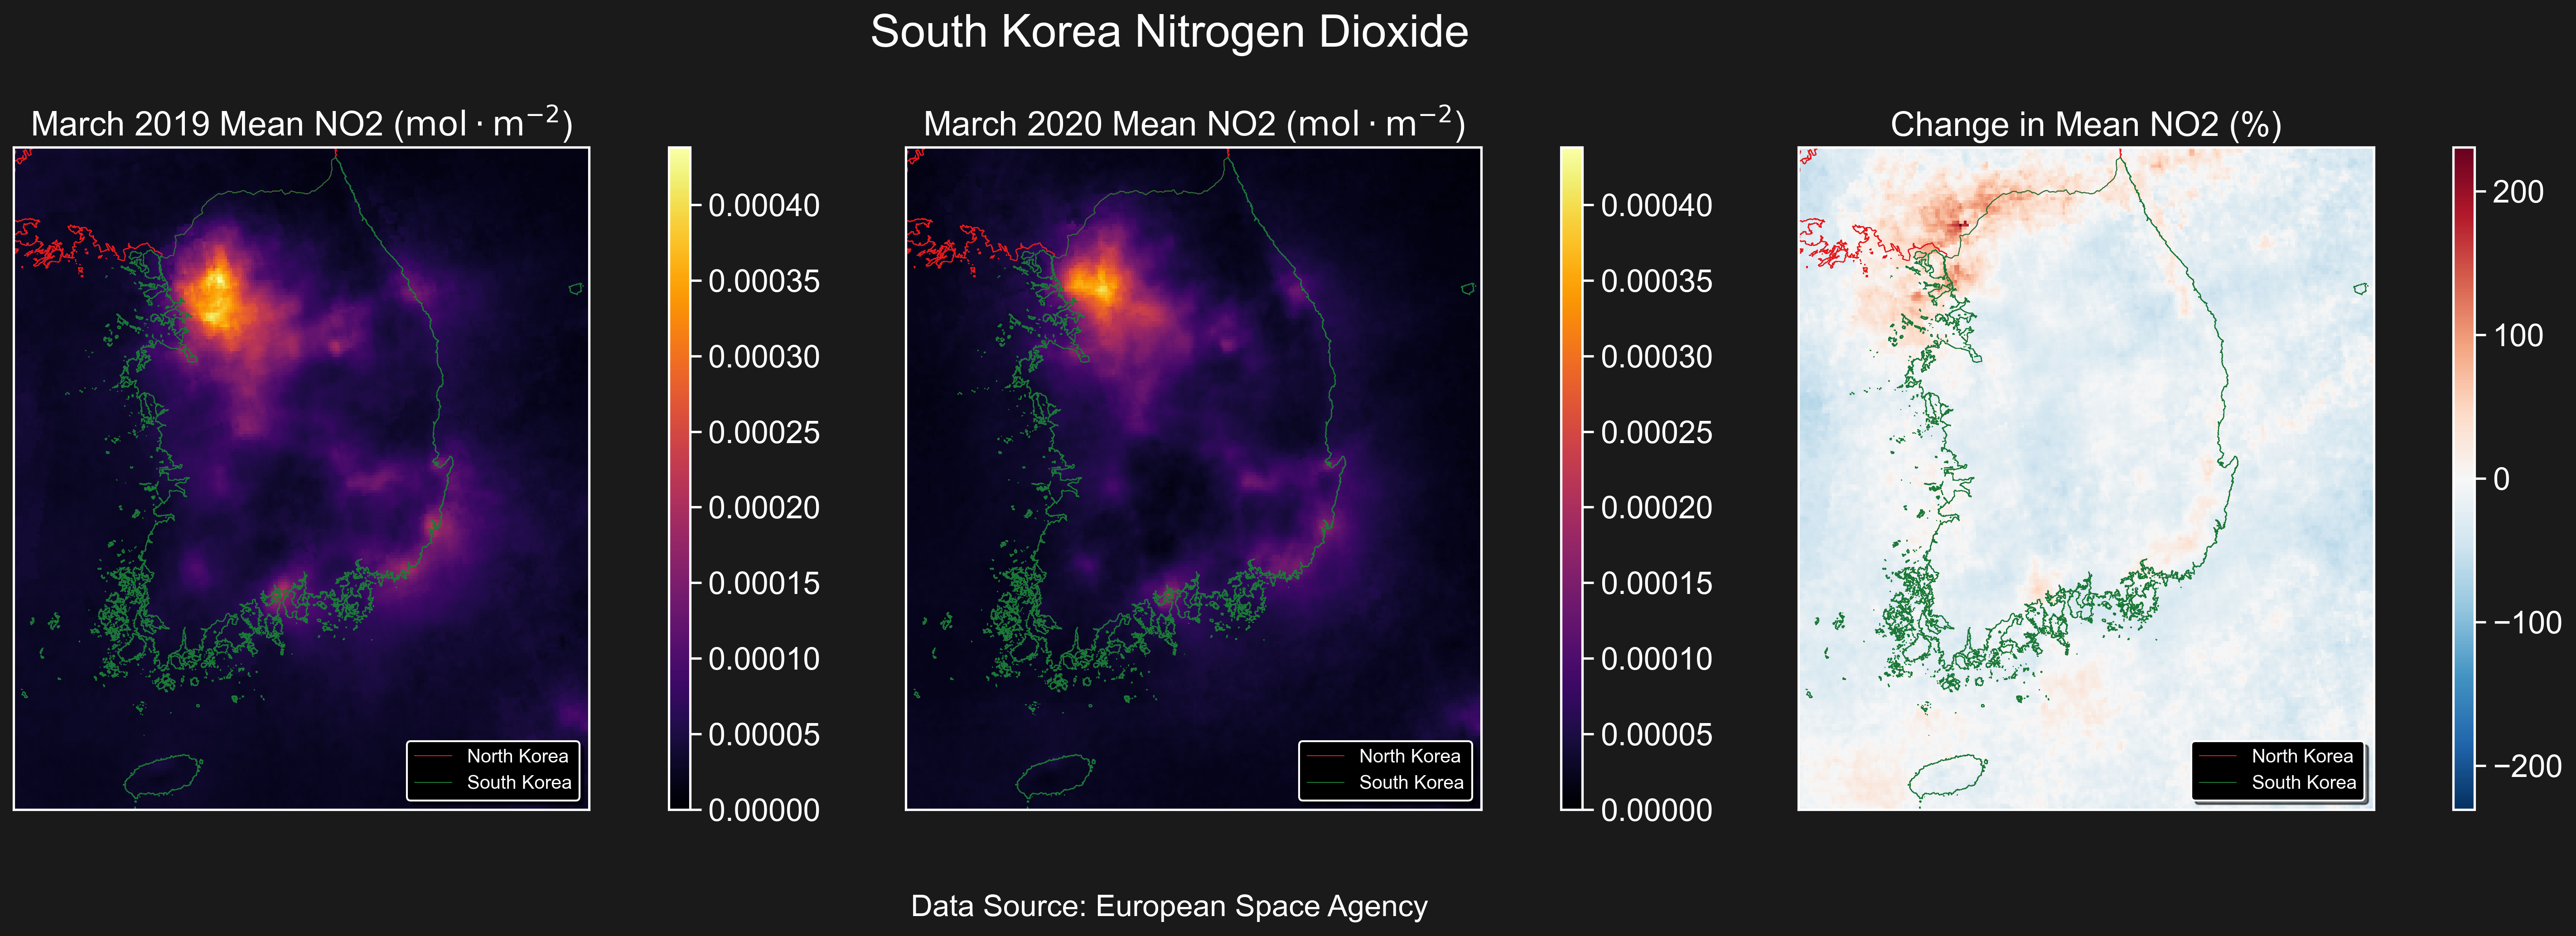 South Korea Nitrogen Dioxide
March 2019 Mean NO2 (mol · m⁻²)
0.00040
0.00035
0.00030
0.00025
0.00020
0.00015
0.00010
0.00005
0.00000
North Korea
South Korea
March 2020 Mean NO2 (mol · m⁻²)
0.00040
0.00035
0.00030
0.00025
0.00020
0.00015
0.00010
0.00005
0.00000
North Korea
South Korea
Change in Mean NO2 (%)
200
100
0
−100
−200
North Korea
South Korea
Data Source: European Space Agency